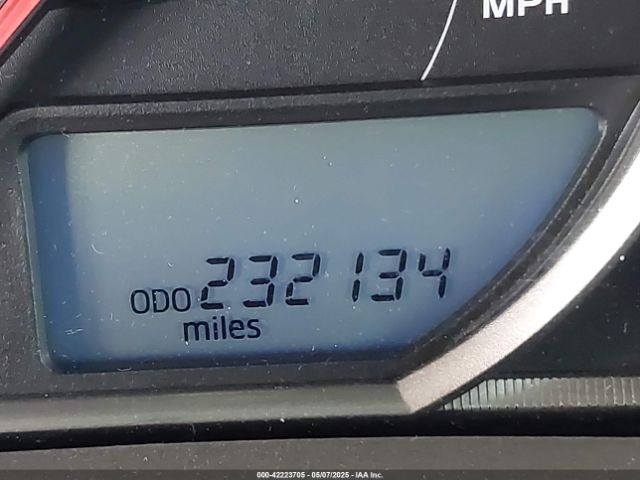 MPH
ODO 232134
miles
000-42223705 - 05/07/2025 - IAA Inc.